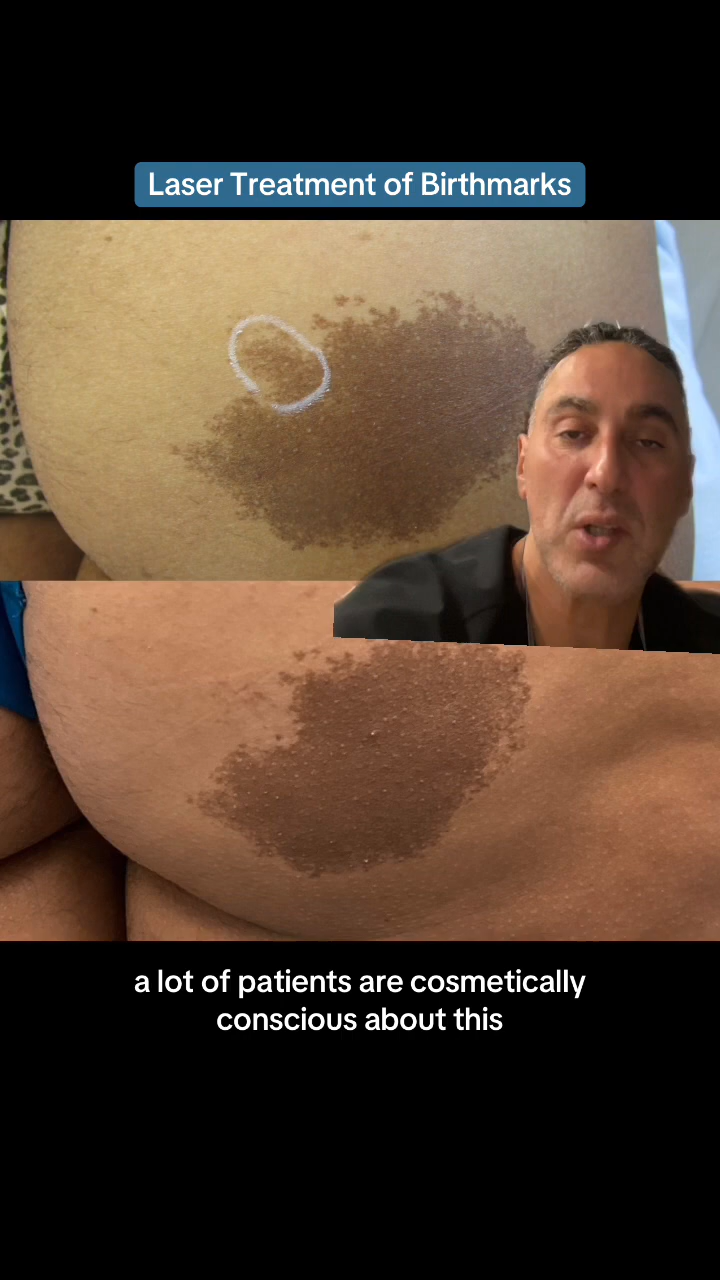 Laser Treatment of Birthmarks
a lot of patients are cosmetically
conscious about this